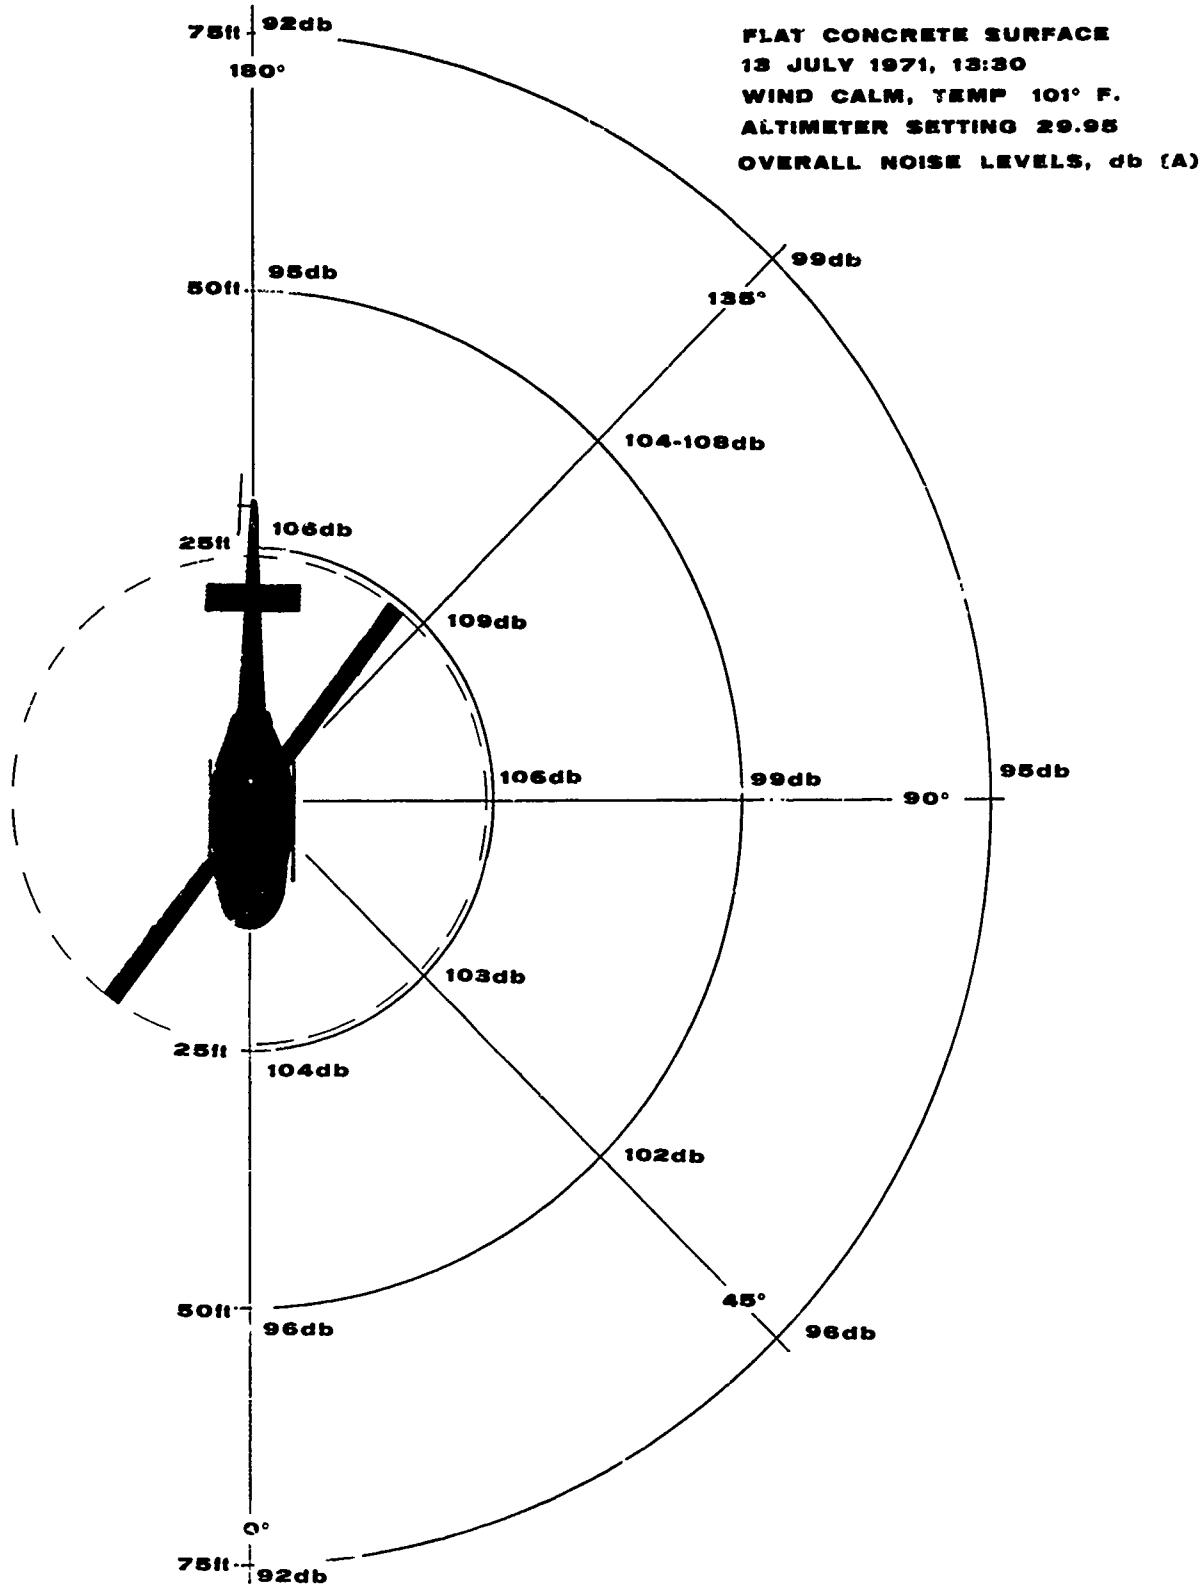 75ft 92db
180°
FLAT CONCRETE SURFACE
13 JULY 1971, 13:30
WIND CALM, TEMP 101° F.
ALTIMETER SETTING 29.95
OVERALL NOISE LEVELS, db (A)
99db
135°
50ft 95db
104-108db
25ft 106db
109db
106db
99db
90°
95db
103db
25ft
104db
102db
45°
96db
50ft
96db
0°
75ft 92db